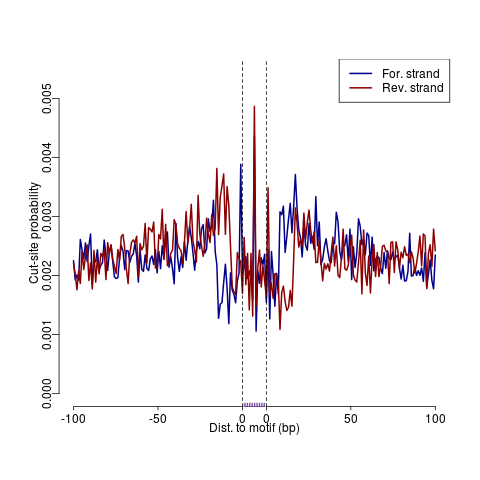 For. strand
Rev. strand
Cut-site probability
0.005
0.004
0.003
0.002
0.001
0.000
-100 -50 0 0 50 100
Dist. to motif (bp)